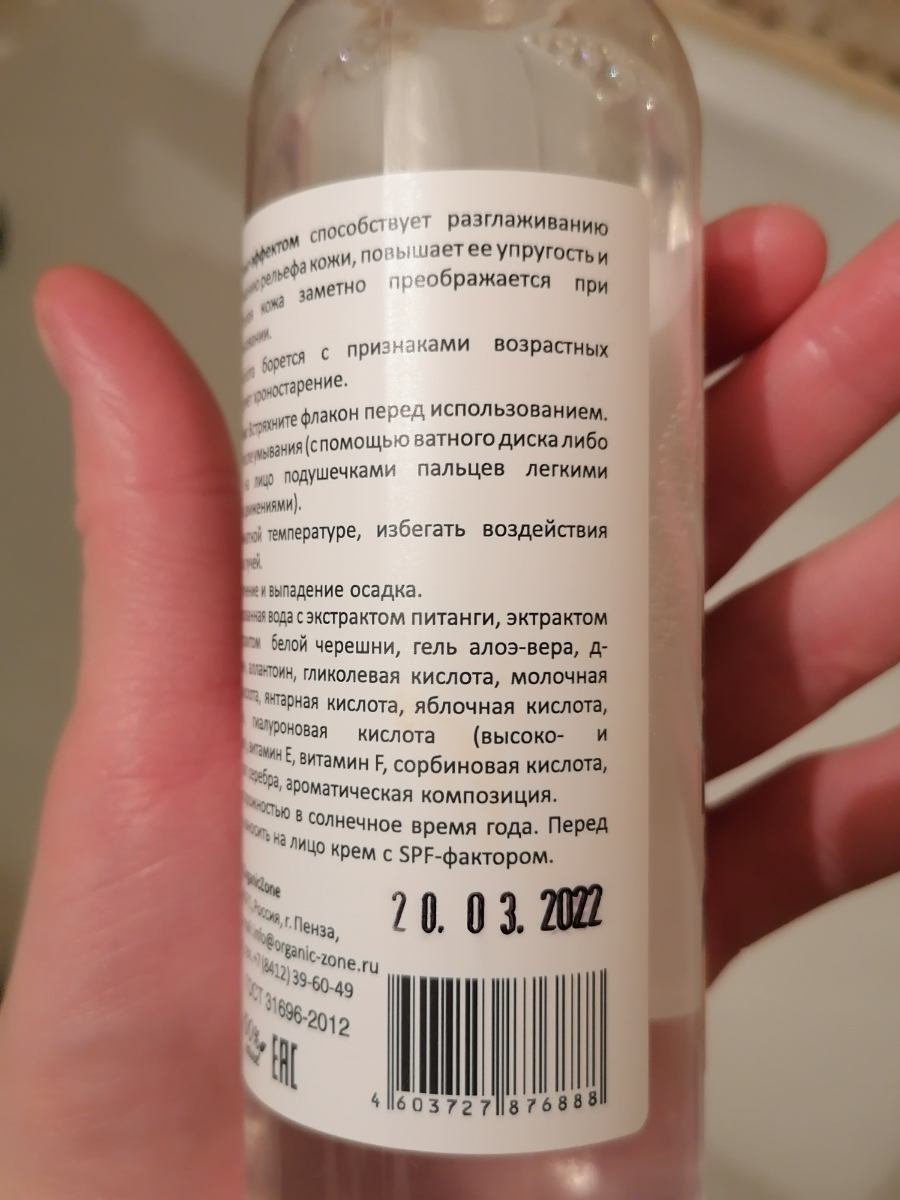 способствует разглаживанию
рельефа кожи, повышает ее упругость и
кожа заметно преображается при
борется с признаками возрастных
хроностарение.
Встряхните флакон перед использованием.
умывания (с помощью ватного диска либо
лицо подушечками пальцев легкими
температуре, избегать воздействия
и выпадение осадка.
вода с экстрактом питанги, эктрактом
белой черешни, гель алоэ-вера, д-
аллантоин, гликолевая кислота, молочная
янтарная кислота, яблочная кислота,
гиалуроновая кислота (высоко- и
витамин Е, витамин F, сорбиновая кислота,
серебра, ароматическая композиция.
в солнечное время года. Перед
на лицо крем с SPF-фактором.
OrganicZone
Россия, г. Пенза,
info@organic-zone.ru
+7 (8412) 39-60-49
ГОСТ 31696-2012
EAC
20. 03. 2022
4 603727 876888